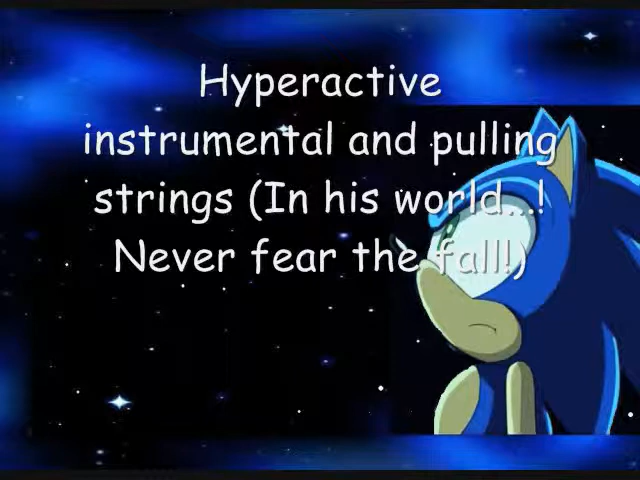 Hyperactive
instrumental and pulling
strings (In his world...!
Never fear the fall!)